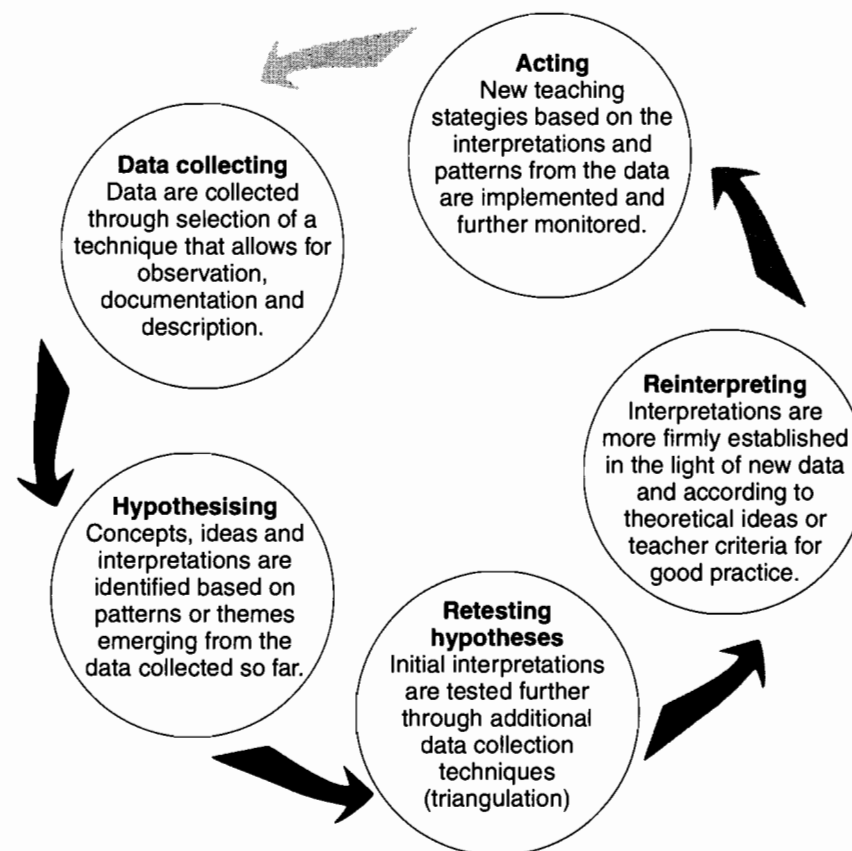 Acting
New teaching
stategies based on the
interpretations and
patterns from the data
are implemented and
further monitored.
Data collecting
Data are collected
through selection of a
technique that allows for
observation,
documentation and
description.
Hypothesising
Concepts, ideas and
interpretations are
identified based on
patterns or themes
emerging from the
data collected so far.
Retesting
hypotheses
Initial interpretations
are tested further
through additional
data collection
techniques
(triangulation)
Reinterpreting
Interpretations are
more firmly established
in the light of new data
and according to
theoretical ideas or
teacher criteria for
good practice.